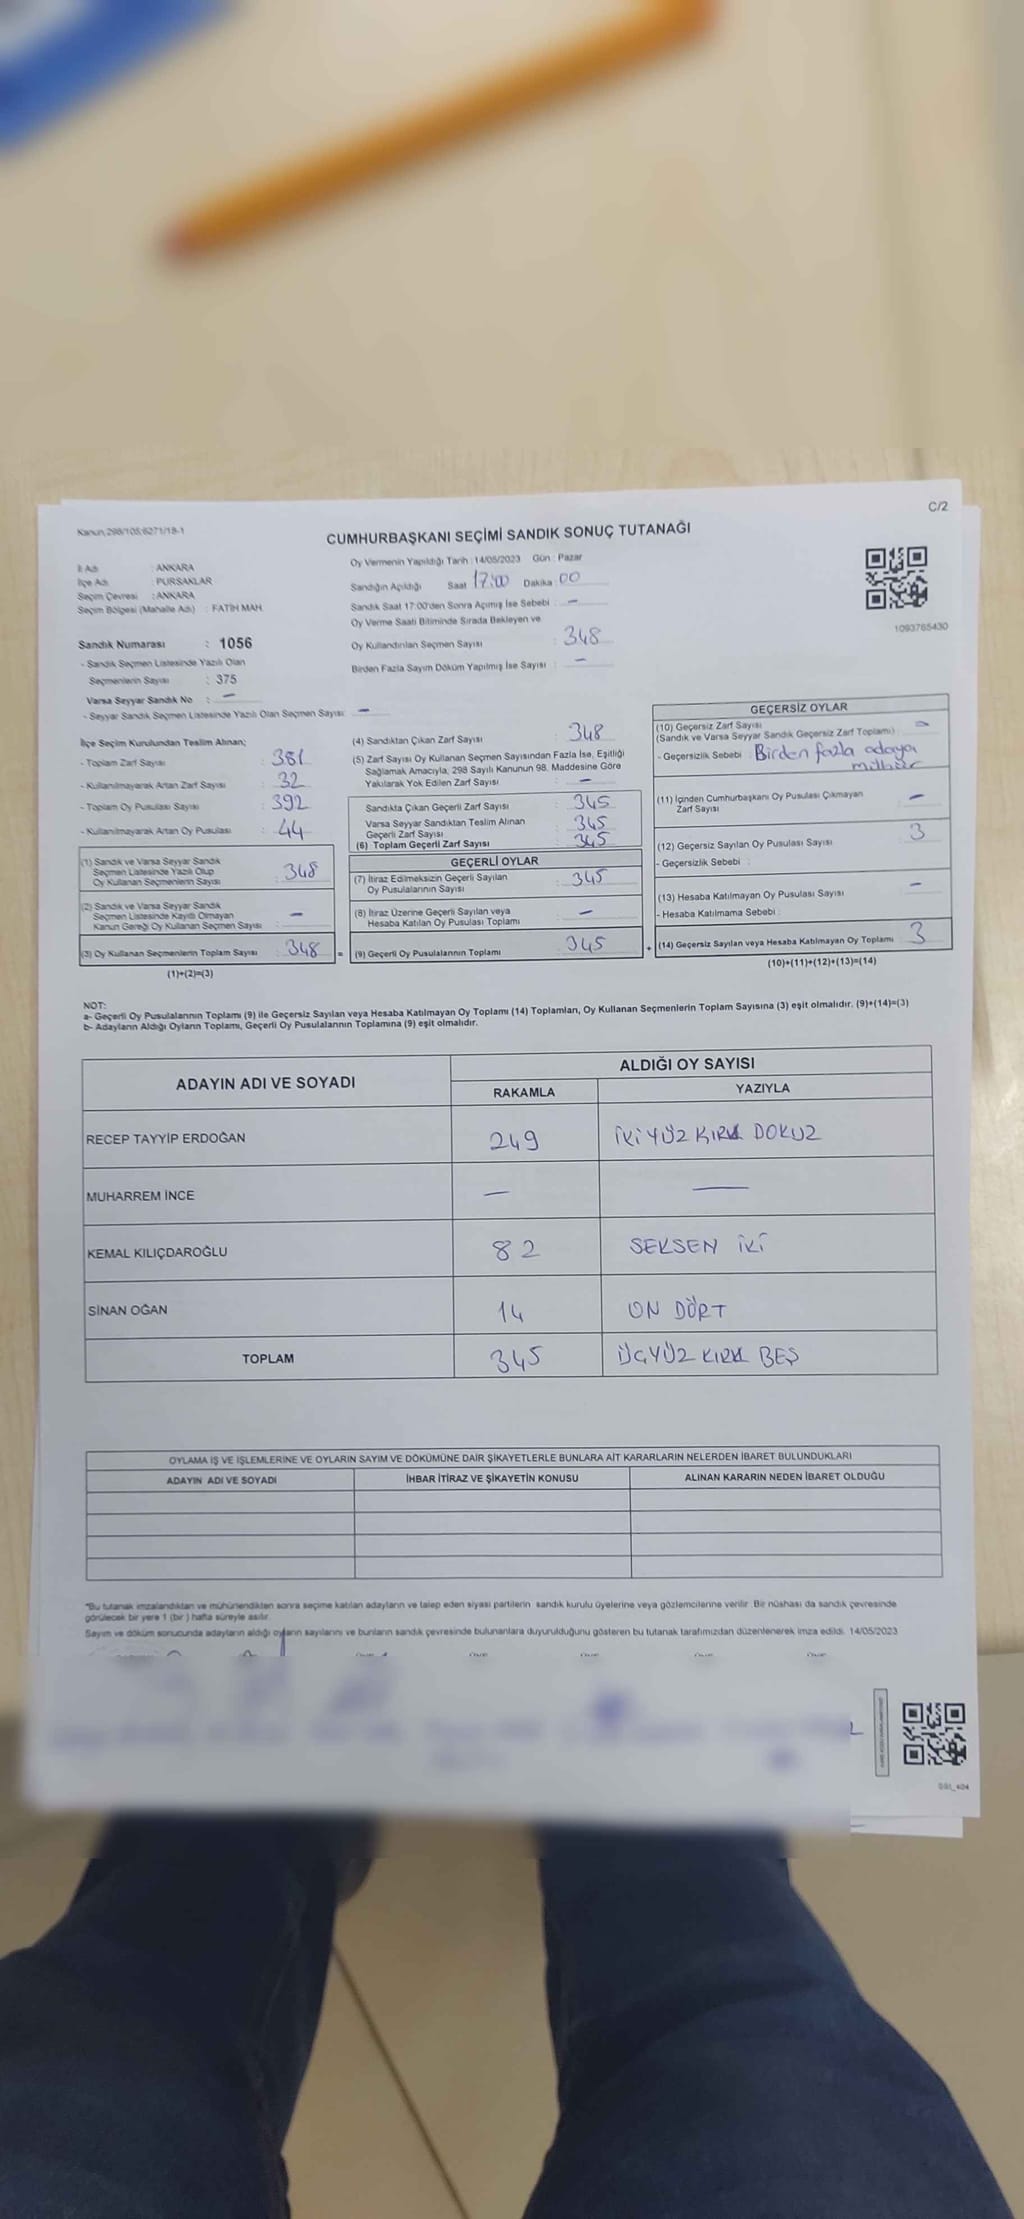 C/2
Kanun,298/105,6271/18-1
CUMHURBAŞKANI SEÇİMİ SANDIK SONUÇ TUTANAĞI
İl Adı : ANKARA
İlçe Adı : PURSAKLAR
Seçim Çevresi : ANKARA
Seçim Bölgesi (Mahalle Adı) : FATİH MAH.
Sandık Numarası : 1056
- Sandık Seçmen Listesinde Yazılı Olan
Seçmenlerin Sayısı : 375
Varsa Seyyar Sandık No : –
- Seyyar Sandık Seçmen Listesinde Yazılı Olan Seçmen Sayısı: –
Oy Vermenin Yapıldığı Tarih : 14/05/2023 Gün : Pazar
Sandığın Açıldığı Saat 17:00 Dakika : 00
Sandık Saat 17:00'den Sonra Açımış İse Sebebi : –
Oy Verme Saati Bitiminde Sırada Bekleyen ve
Oy Kullandırılan Seçmen Sayısı : 348
Birden Fazla Sayım Döküm Yapılmış İse Sayısı : –
1093765430
İlçe Seçim Kurulundan Teslim Alınan;
- Toplam Zarf Sayısı : 381
- Kullanılmayarak Artan Zarf Sayısı : 32
- Toplam Oy Pusulası Sayısı : 392
- Kullanılmayarak Artan Oy Pusulası : 44
(1) Sandık ve Varsa Seyyar Sandık
Seçmen Listesinde Yazılı Olup
Oy Kullanan Seçmenlerin Sayısı : 348
(2) Sandık ve Varsa Seyyar Sandık
Seçmen Listesinde Kayıtlı Olmayan
Kanun Gereği Oy Kullanan Seçmen Sayısı : –
(3) Oy Kullanan Seçmenlerin Toplam Sayısı : 348 =
(1)+(2)=(3)
(4) Sandıktan Çıkan Zarf Sayısı : 348
(5) Zarf Sayısı Oy Kullanan Seçmen Sayısından Fazla İse, Eşitliği
Sağlamak Amacıyla, 298 Sayılı Kanunun 98. Maddesine Göre
Yakılarak Yok Edilen Zarf Sayısı : –
Sandıkta Çıkan Geçerli Zarf Sayısı : 345
Varsa Seyyar Sandıktan Teslim Alınan
Geçerli Zarf Sayısı : 345
(6) Toplam Geçerli Zarf Sayısı : 345
GEÇERLİ OYLAR
(7) İtiraz Edilmeksizin Geçerli Sayılan
Oy Pusulalarının Sayısı : 345
(8) İtiraz Üzerine Geçerli Sayılan veya
Hesaba Katılan Oy Pusulası Toplamı : –
(9) Geçerli Oy Pusulalarının Toplamı : 345 +
GEÇERSİZ OYLAR
(10) Geçersiz Zarf Sayısı
(Sandık ve Varsa Seyyar Sandık Geçersiz Zarf Toplamı) : –
- Geçersizlik Sebebi : Birden fazla adaya
mühür
(11) İçinden Cumhurbaşkanı Oy Pusulası Çıkmayan
Zarf Sayısı : –
(12) Geçersiz Sayılan Oy Pusulası Sayısı : 3
- Geçersizlik Sebebi :
(13) Hesaba Katılmayan Oy Pusulası Sayısı : –
- Hesaba Katılmama Sebebi :
(14) Geçersiz Sayılan veya Hesaba Katılmayan Oy Toplamı : 3
(10)+(11)+(12)+(13)=(14)
NOT:
a- Geçerli Oy Pusulalarının Toplamı (9) ile Geçersiz Sayılan veya Hesaba Katılmayan Oy Toplamı (14) Toplamları, Oy Kullanan Seçmenlerin Toplam Sayısına (3) eşit olmalıdır. (9)+(14)=(3)
b- Adayların Aldığı Oyların Toplamı, Geçerli Oy Pusulalarının Toplamına (9) eşit olmalıdır.
ADAYIN ADI VE SOYADI
ALDIĞI OY SAYISI
RAKAMLA YAZIYLA
RECEP TAYYİP ERDOĞAN 249 İKİYÜZ KIRK DOKUZ
MUHARREM İNCE — —
KEMAL KILIÇDAROĞLU 82 SEKSEN İKİ
SİNAN OĞAN 14 ON DÖRT
TOPLAM 345 ÜÇYÜZ KIRK BEŞ
OYLAMA İŞ VE İŞLEMLERİNE VE OYLARIN SAYIM VE DÖKÜMÜNE DAİR ŞİKAYETLERLE BUNLARA AİT KARARLARIN NELERDEN İBARET BULUNDUKLARI
ADAYIN ADI VE SOYADI İHBAR İTİRAZ VE ŞİKAYETİN KONUSU ALINAN KARARIN NEDEN İBARET OLDUĞU
*Bu tutanak imzalandıktan ve mühürlendikten sonra seçime katılan adayların ve talep eden siyasi partilerin sandık kurulu üyelerine veya gözlemcilerine verilir. Bir nüshası da sandık çevresinde
görülecek bir yere 1 (bir ) hafta süreyle asılır.
Sayım ve döküm sonucunda adayların aldığı oyların sayılarını ve bunların sandık çevresinde bulunanlara duyurulduğunu gösteren bu tutanak tarafımızdan düzenlenerek imza edildi. 14/05/2023